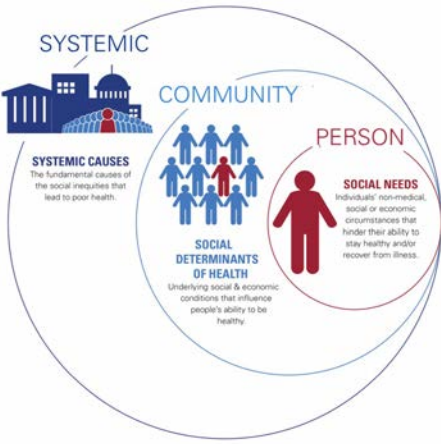 SYSTEMIC
SYSTEMIC CAUSES
The fundamental causes of
the social inequities that
lead to poor health.
COMMUNITY
SOCIAL
DETERMINANTS
OF HEALTH
Underlying social & economic
conditions that influence
people's ability to be
healthy.
PERSON
SOCIAL NEEDS
Individuals' non-medical,
social or economic
circumstances that
hinder their ability to
stay healthy and/or
recover from illness.